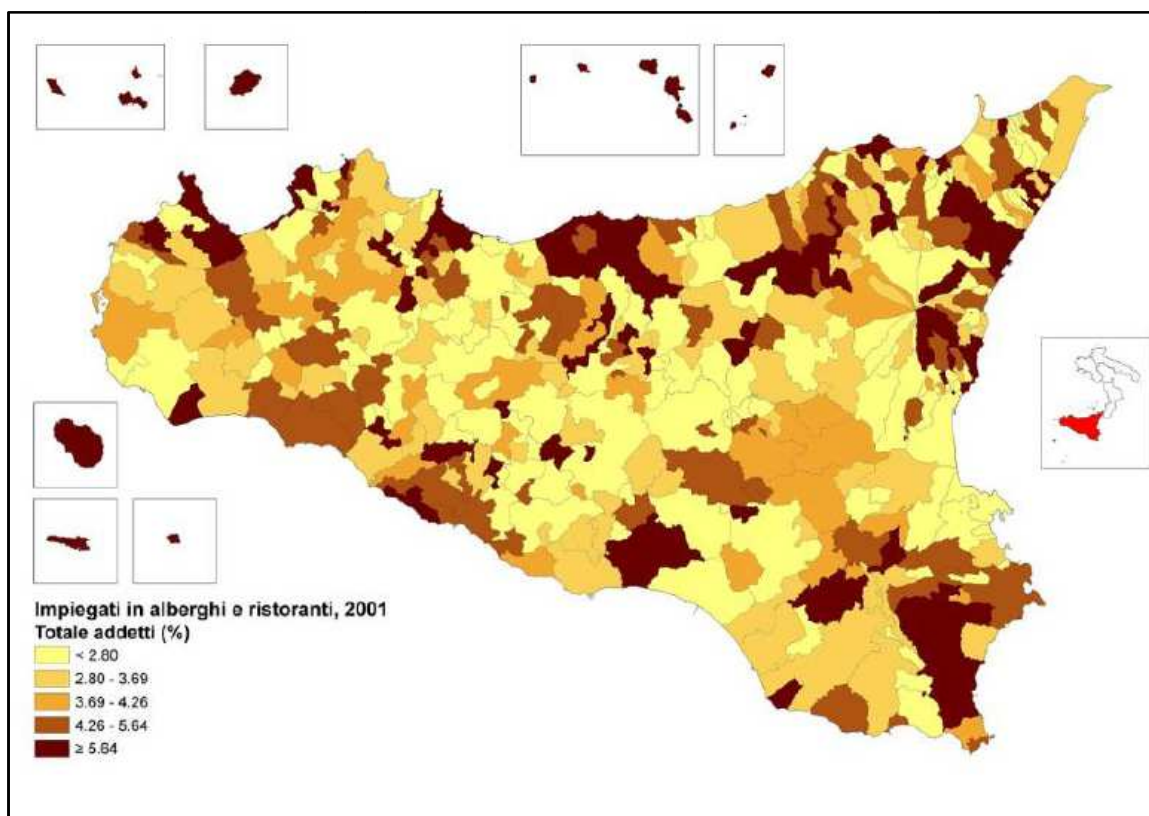 Impiegati in alberghi e ristoranti, 2001
Totale addetti (%)
< 2.80
2.80 - 3.69
3.69 - 4.26
4.26 - 5.64
≥ 5.64